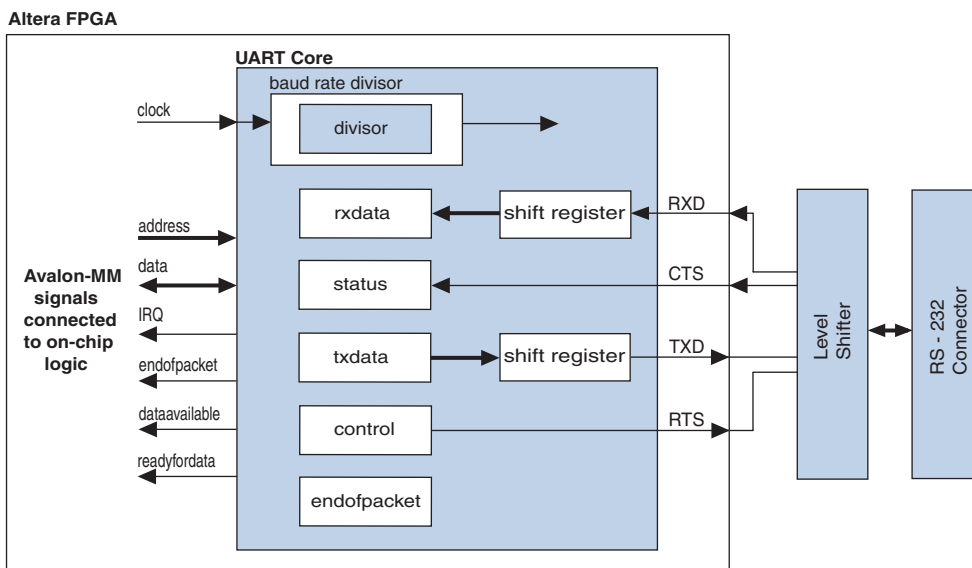 Altera FPGA
UART Core
baud rate divisor
clock
divisor
rxdata
shift register
RXD
address
data
status
CTS
Avalon-MM
signals
connected
to on-chip
logic
IRQ
txdata
shift register
TXD
endofpacket
dataavailable
control
RTS
readyfordata
endofpacket
Level
Shifter
RS - 232
Connector